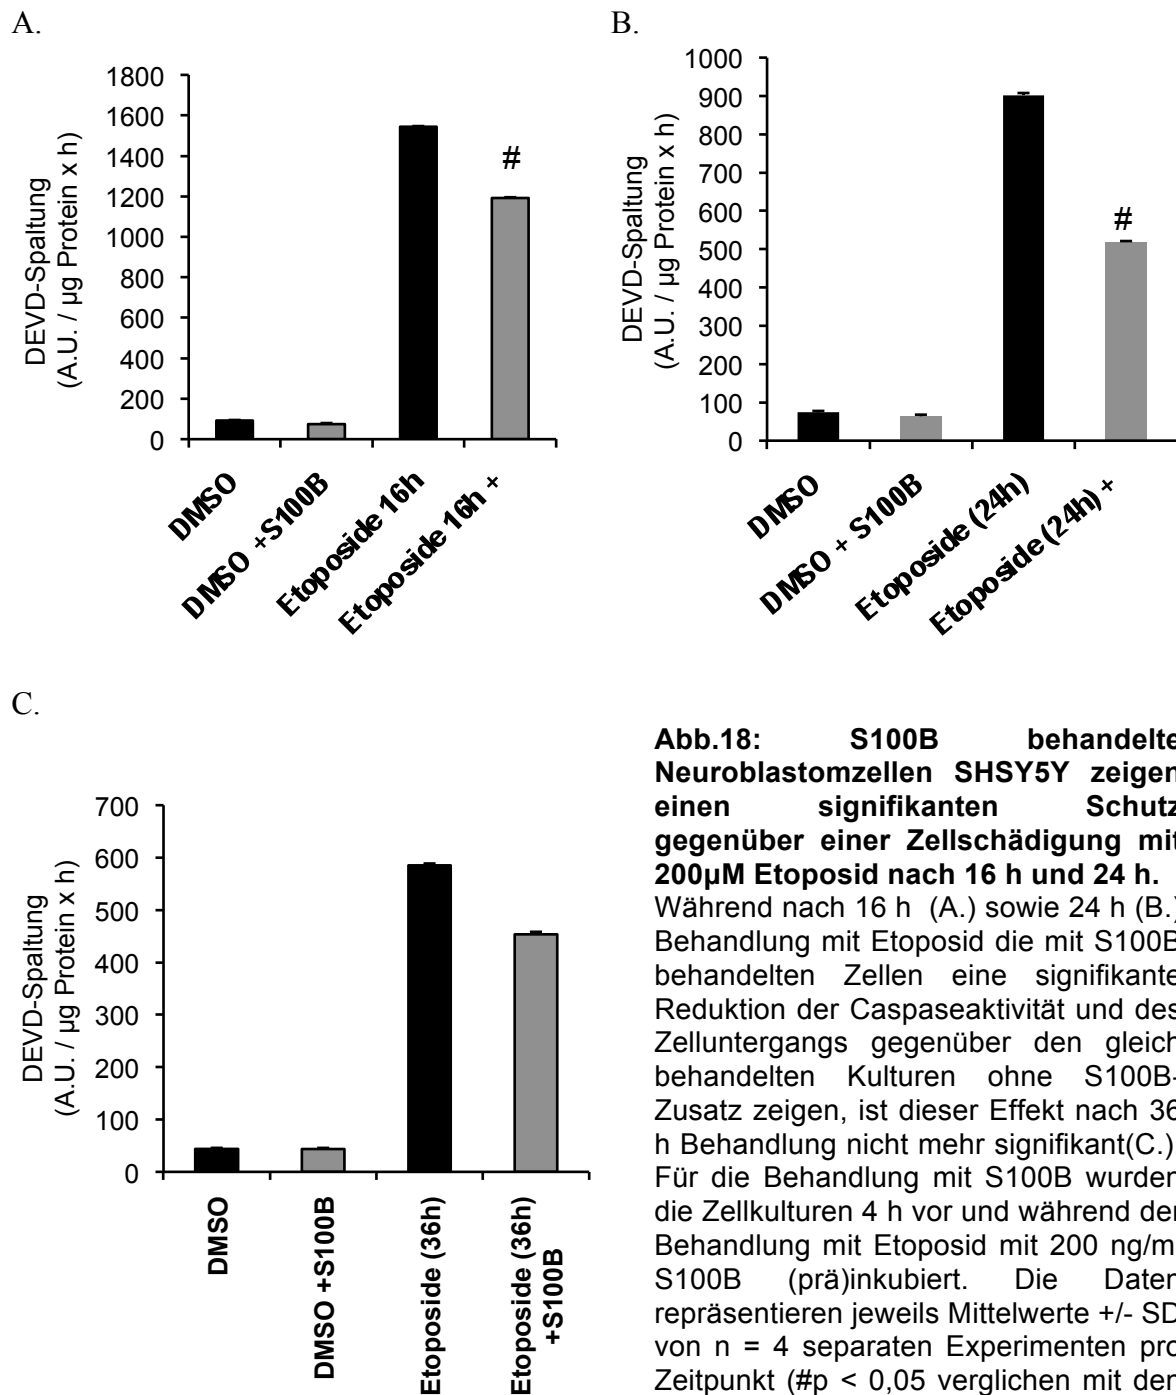 A.
1800
1600
1400
1200
1000
800
600
400
200
0
DEVD-Spaltung
(A.U. / µg Protein x h)
#
DMSO
DMSO +S100B
Etoposide 16h
Etoposide 16h +
B.
1000
900
800
700
600
500
400
300
200
100
0
DEVD-Spaltung
(A.U. / µg Protein x h)
#
DMSO
DMSO + S100B
Etoposide (24h)
Etoposide (24h) +
C.
700
600
500
400
300
200
100
0
DEVD-Spaltung
(A.U. / µg Protein x h)
DMSO
DMSO +S100B
Etoposide (36h)
Etoposide (36h)
+S100B
Abb.18: S100B behandelte
Neuroblastomzellen SHSY5Y zeigen
einen signifikanten Schutz
gegenüber einer Zellschädigung mit
200µM Etoposid nach 16 h und 24 h.
Während nach 16 h (A.) sowie 24 h (B.)
Behandlung mit Etoposid die mit S100B
behandelten Zellen eine signifikante
Reduktion der Caspaseaktivität und des
Zelluntergangs gegenüber den gleich
behandelten Kulturen ohne S100B-
Zusatz zeigen, ist dieser Effekt nach 36
h Behandlung nicht mehr signifikant(C.)
Für die Behandlung mit S100B wurden
die Zellkulturen 4 h vor und während der
Behandlung mit Etoposid mit 200 ng/m
S100B (prä)inkubiert. Die Daten
repräsentieren jeweils Mittelwerte +/- SD
von n = 4 separaten Experimenten pro
Zeitpunkt (#p < 0,05 verglichen mit der